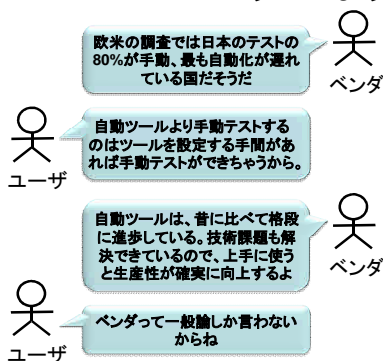 欧米の調査では日本のテストの
80%が手動、最も自動化が遅れ
ている国だそうだ
ベンダ
自動ツールより手動テストする
のはツールを設定する手間があ
れば手動テストができちゃうから。
ユーザ
自動ツールは、昔に比べて格段
に進歩している。技術課題も解
決できているので、上手に使う
と生産性が確実に向上するよ
ベンダ
ベンダって一般論しか言わない
からね
ユーザ